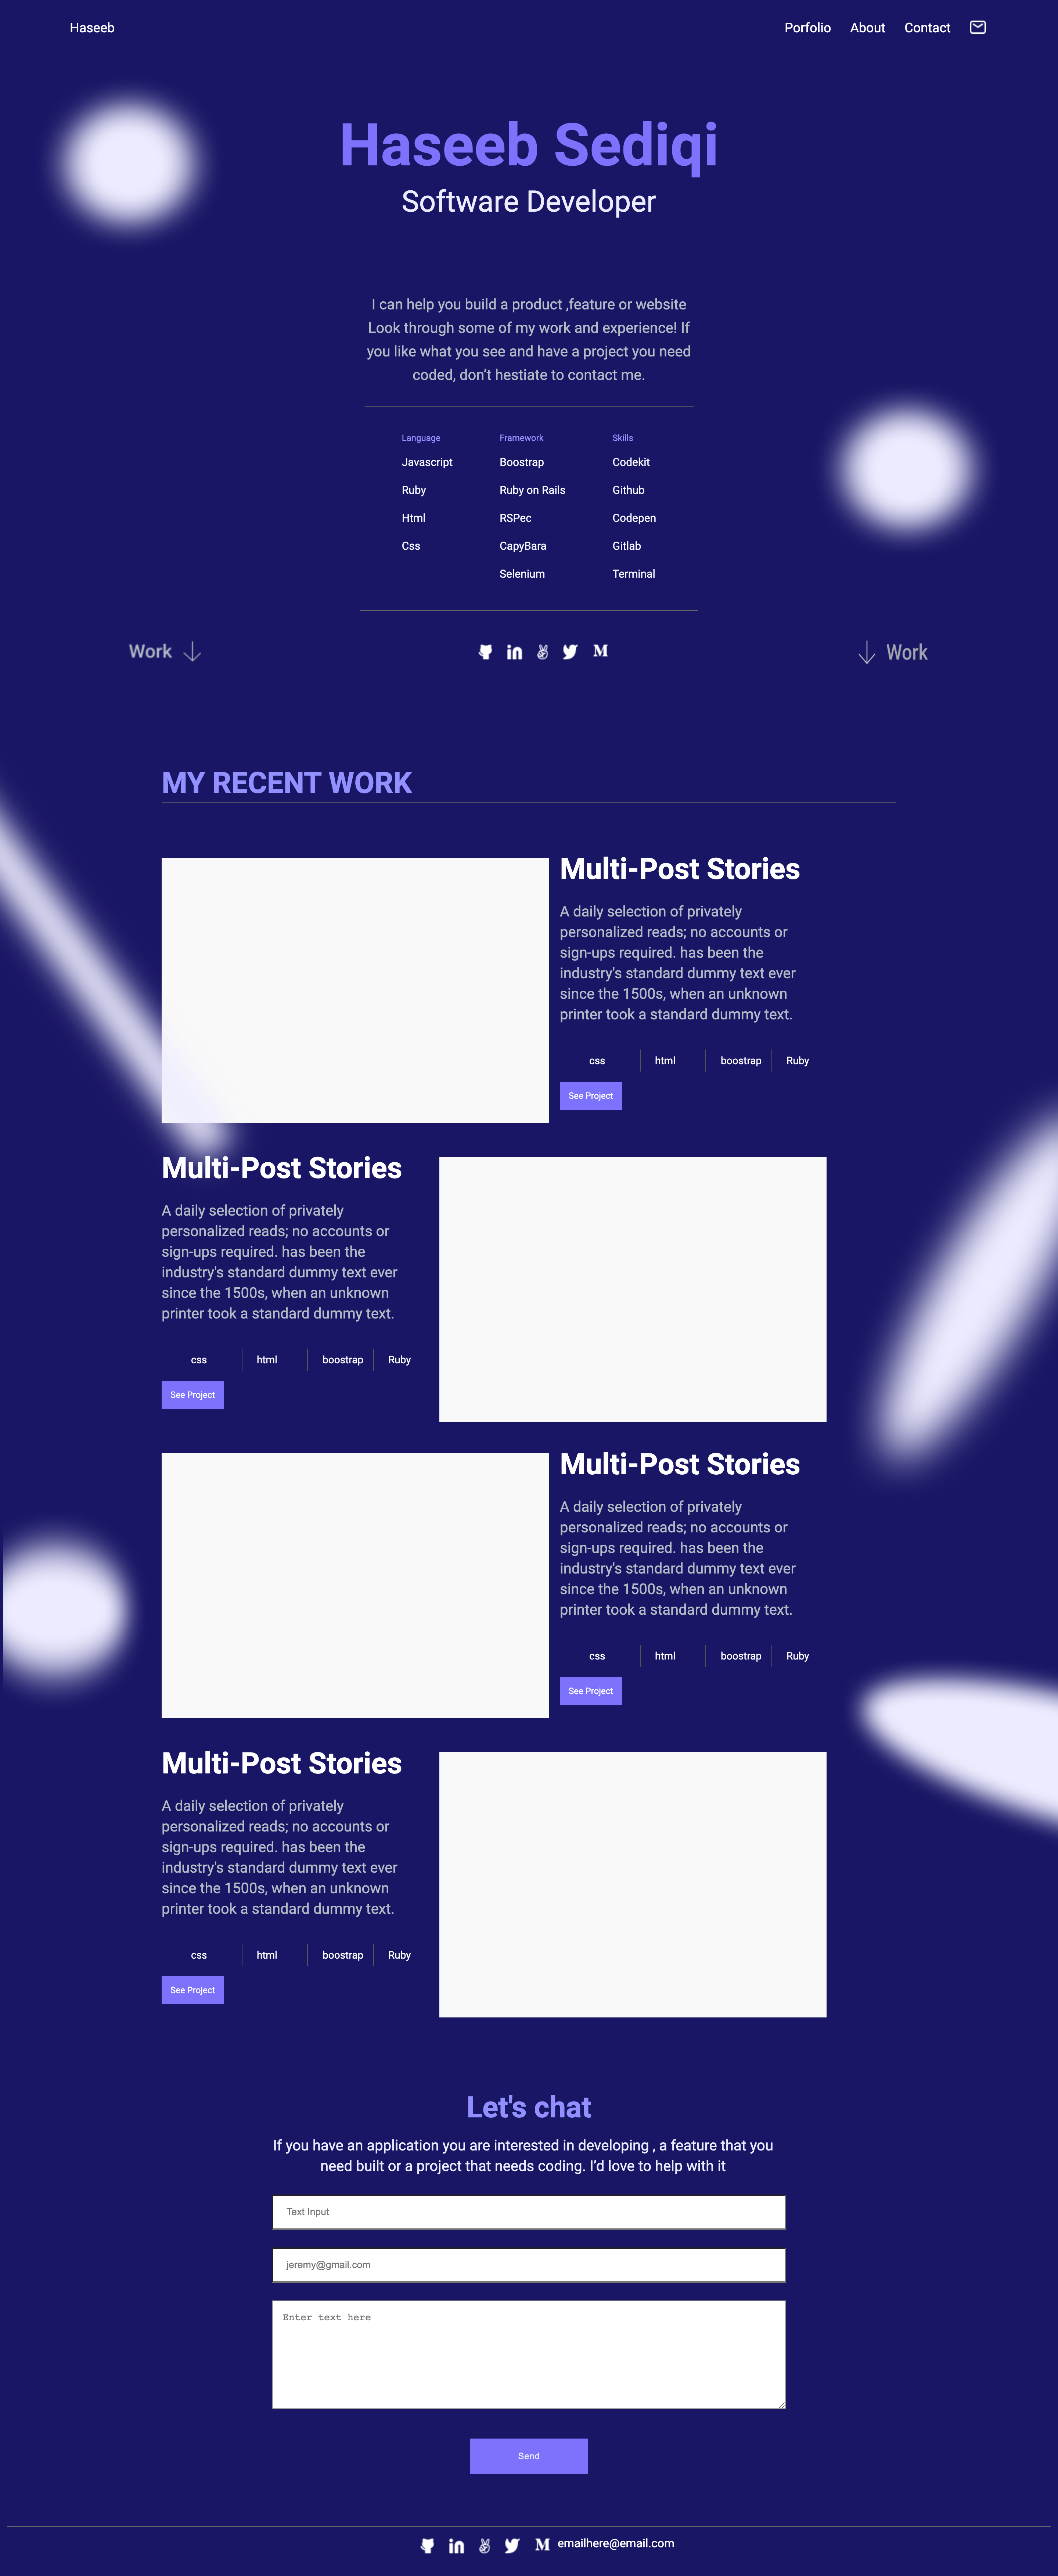 Haseeb
Porfolio About Contact
Haseeb Sediqi
Software Developer
I can help you build a product ,feature or website
Look through some of my work and experience! If
you like what you see and have a project you need
coded, don’t hestiate to contact me.
Language Framework Skills
Javascript Boostrap Codekit
Ruby Ruby on Rails Github
Html RSPec Codepen
Css CapyBara Gitlab
Selenium Terminal
Work
Work
MY RECENT WORK
Multi-Post Stories
A daily selection of privately
personalized reads; no accounts or
sign-ups required. has been the
industry's standard dummy text ever
since the 1500s, when an unknown
printer took a standard dummy text.
css html boostrap Ruby
See Project
Multi-Post Stories
A daily selection of privately
personalized reads; no accounts or
sign-ups required. has been the
industry's standard dummy text ever
since the 1500s, when an unknown
printer took a standard dummy text.
css html boostrap Ruby
See Project
Multi-Post Stories
A daily selection of privately
personalized reads; no accounts or
sign-ups required. has been the
industry's standard dummy text ever
since the 1500s, when an unknown
printer took a standard dummy text.
css html boostrap Ruby
See Project
Multi-Post Stories
A daily selection of privately
personalized reads; no accounts or
sign-ups required. has been the
industry's standard dummy text ever
since the 1500s, when an unknown
printer took a standard dummy text.
css html boostrap Ruby
See Project
Let's chat
If you have an application you are interested in developing , a feature that you
need built or a project that needs coding. I’d love to help with it
Text Input
jeremy@gmail.com
Enter text here
Send
emailhere@email.com